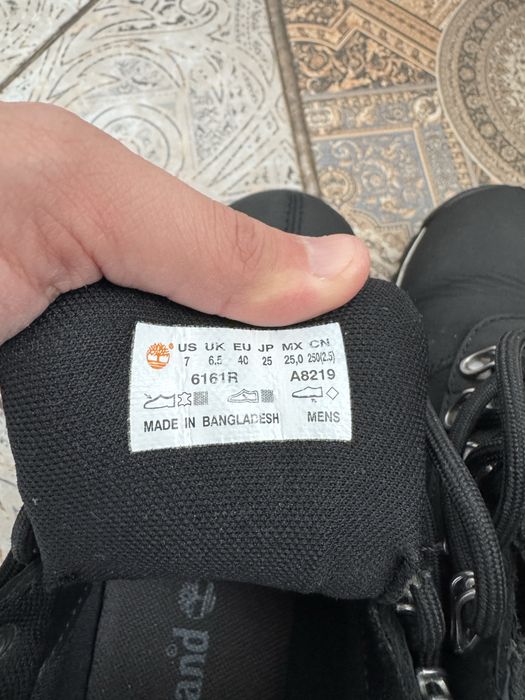 US UK EU JP MX CN
7 6.5 40 25 25,0 250(2.5)
6161R A8219
MADE IN BANGLADESH MENS
and